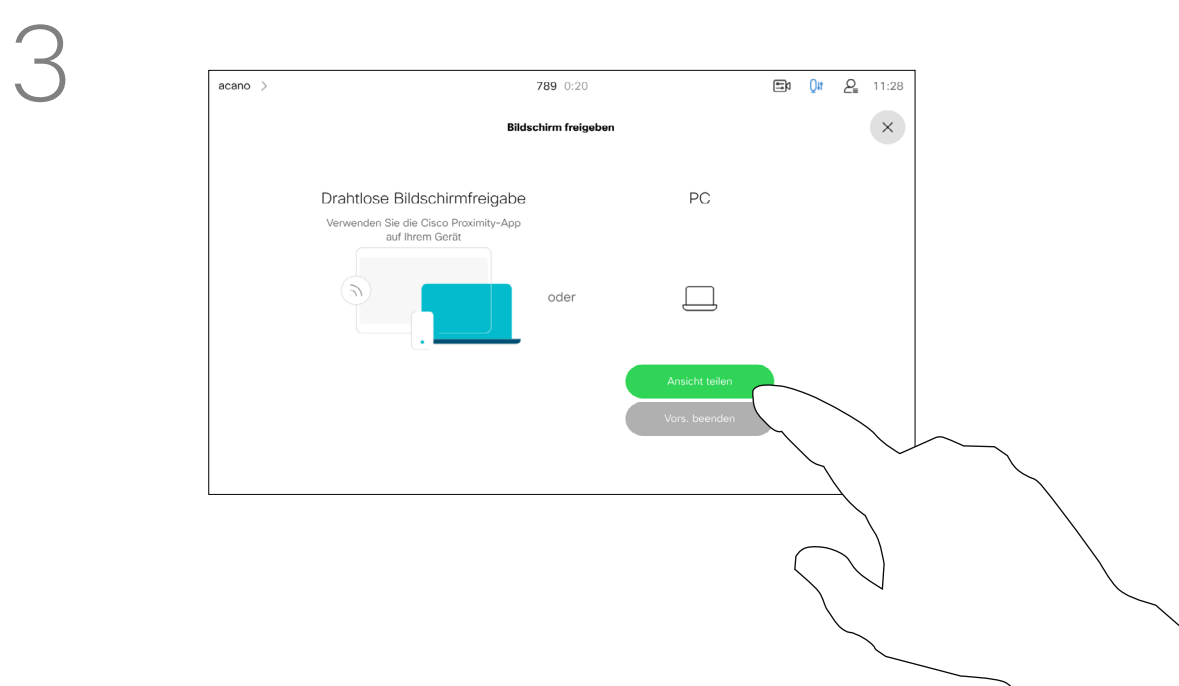 3
acano >
789 0:20
11:28
Bildschirm freigeben
Drahtlose Bildschirmfreigabe
Verwenden Sie die Cisco Proximity-App
auf Ihrem Gerät
oder
PC
Ansicht teilen
Vors. beenden